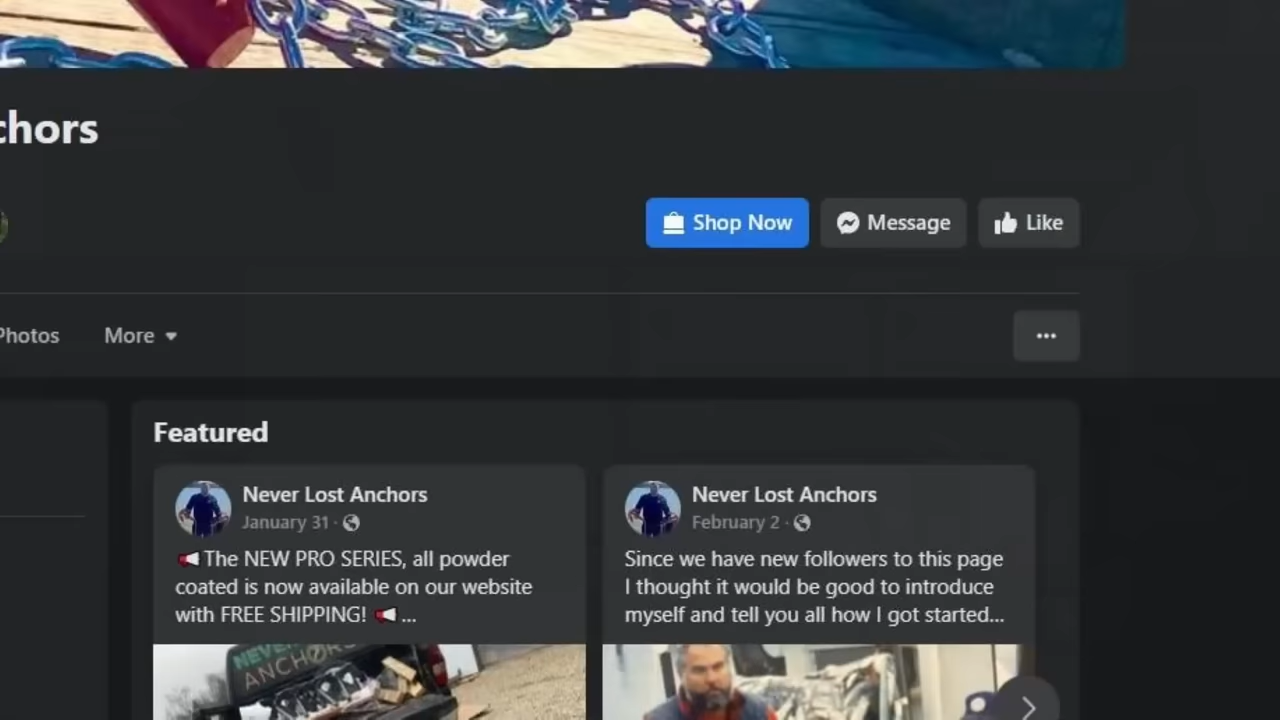 chors
Shop Now
Message
Like
Photos
More
Featured
Never Lost Anchors
January 31 ·
The NEW PRO SERIES, all powder
coated is now available on our website
with FREE SHIPPING! ...
NEVER
ANCHORS
Never Lost Anchors
February 2 ·
Since we have new followers to this page
I thought it would be good to introduce
myself and tell you all how I got started...